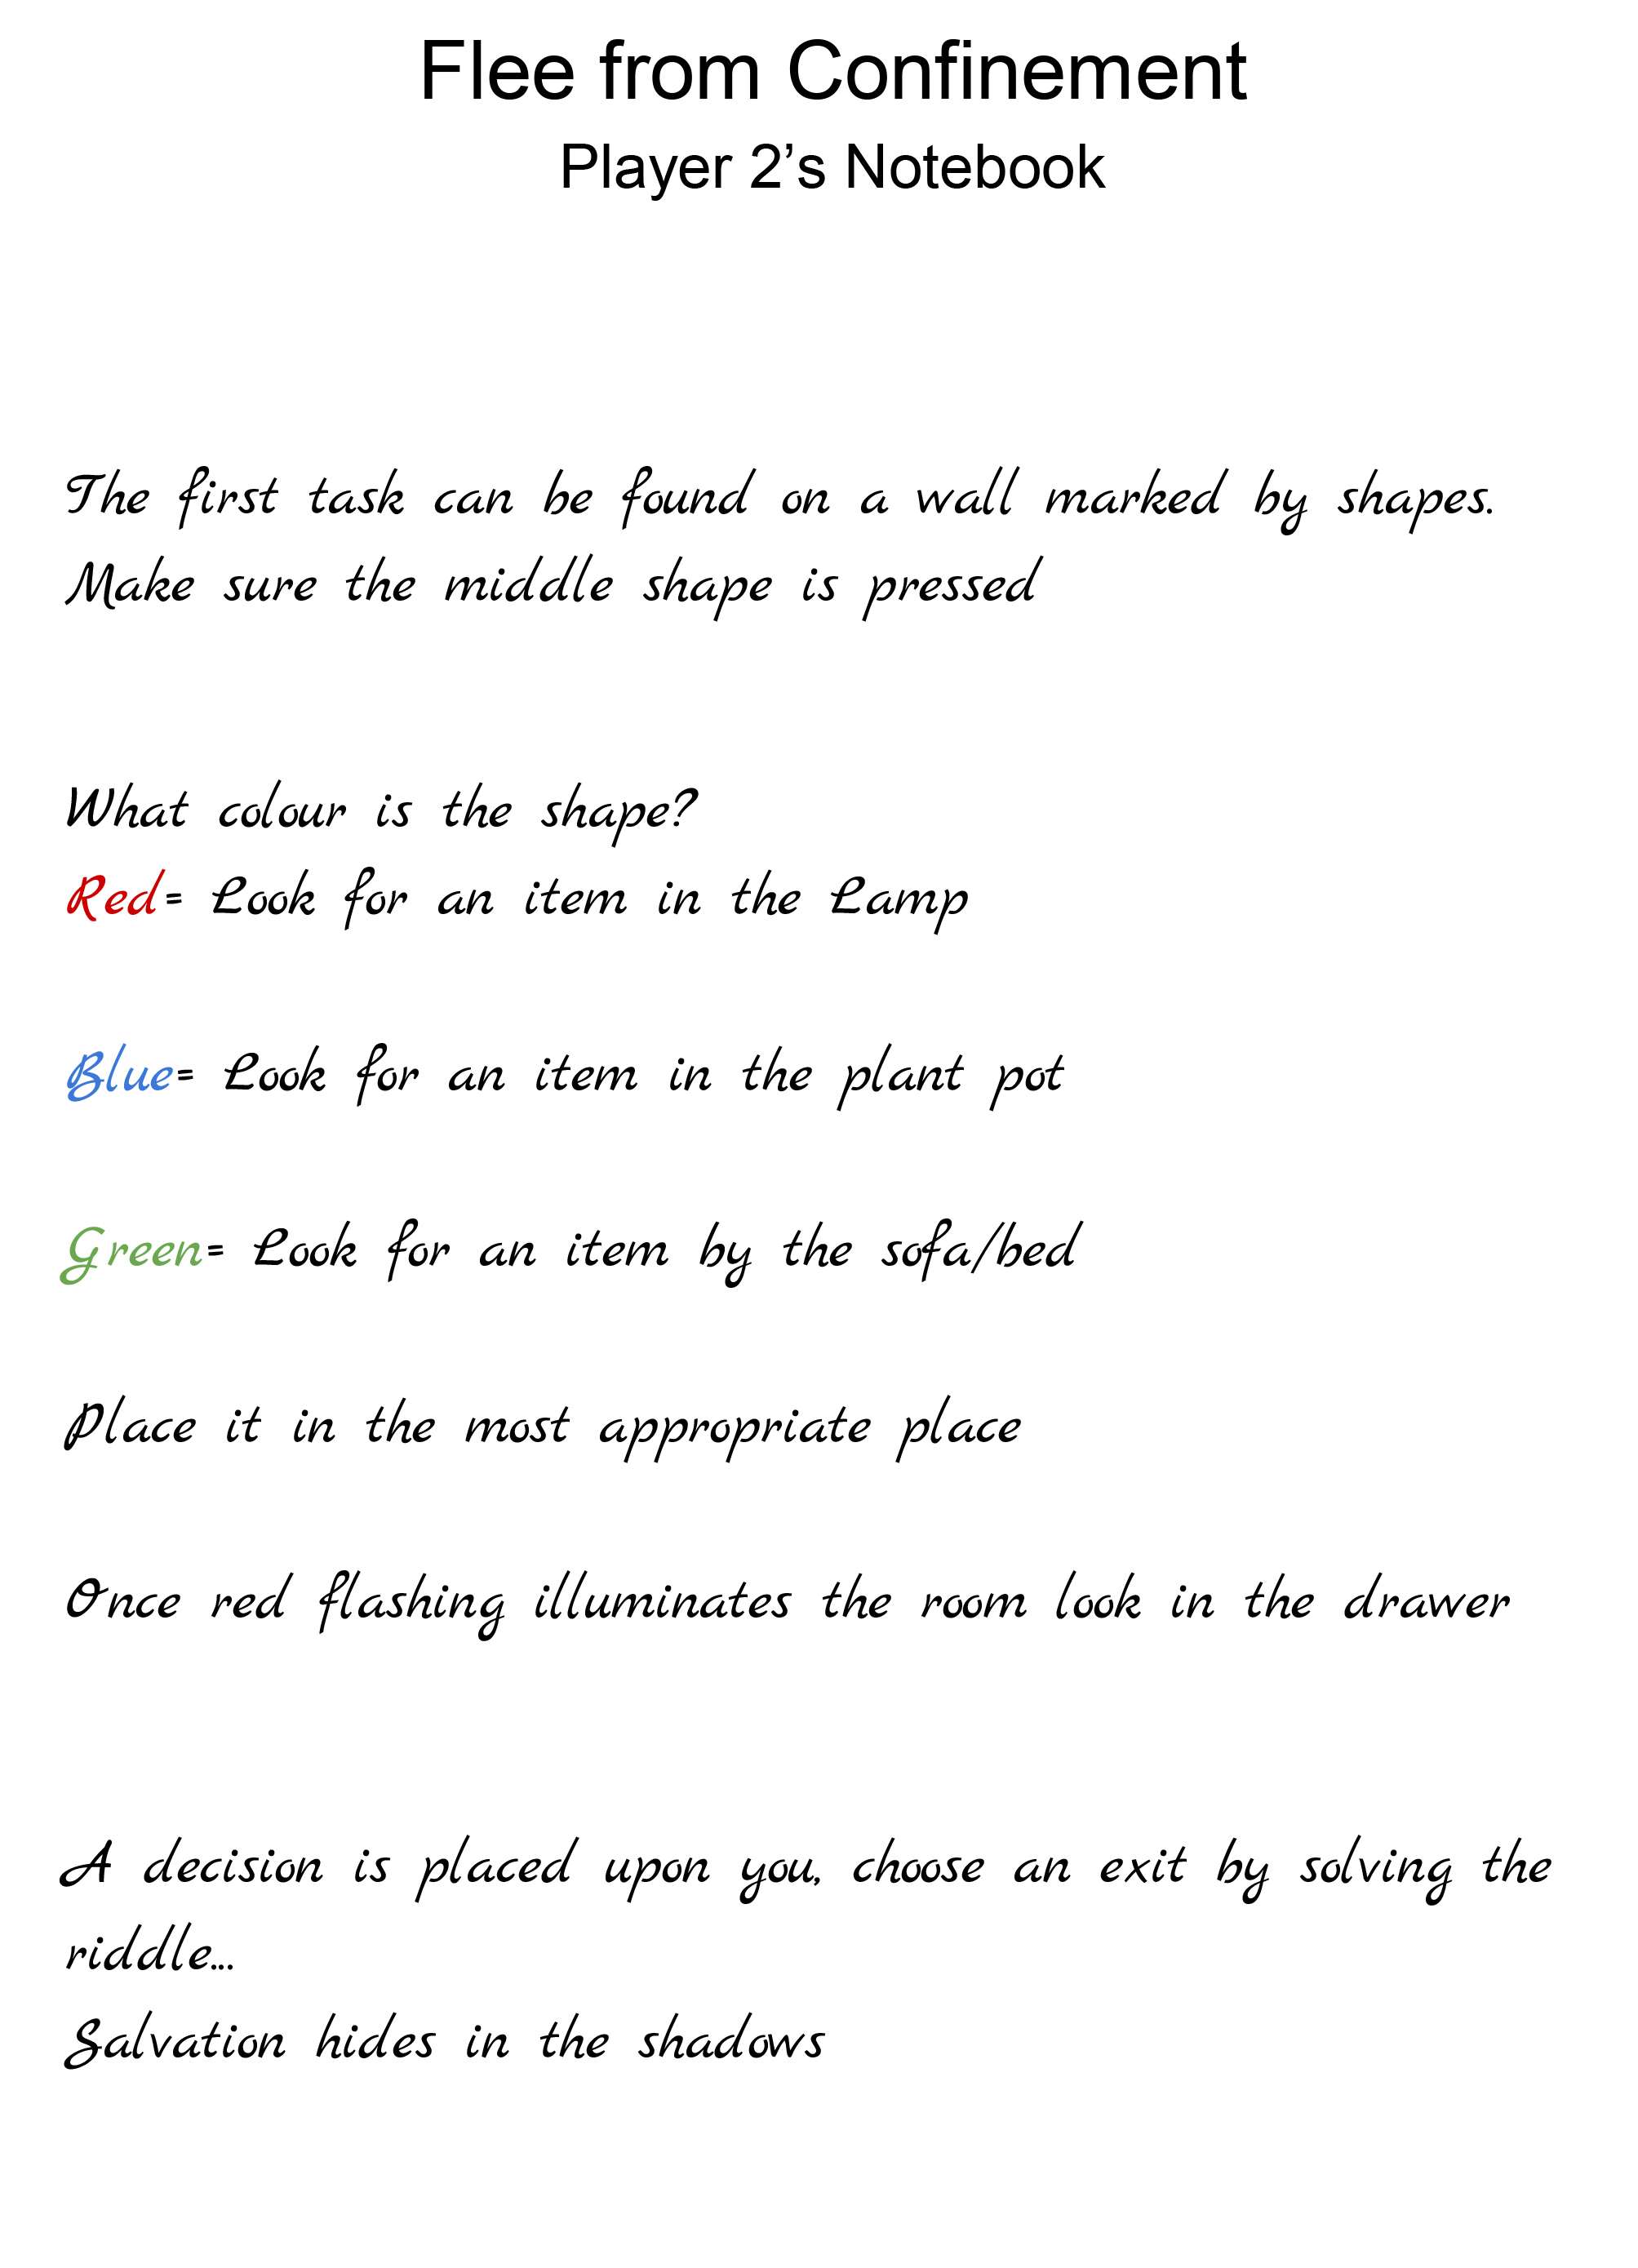 Flee from Confinement
Player 2’s Notebook
The first task can be found on a wall marked by shapes.
Make sure the middle shape is pressed
What colour is the shape?
Red= Look for an item in the Lamp
Blue= Look for an item in the plant pot
Green= Look for an item by the sofa/bed
Place it in the most appropriate place
Once red flashing illuminates the room look in the drawer
A decision is placed upon you, choose an exit by solving the
riddle...
Salvation hides in the shadows